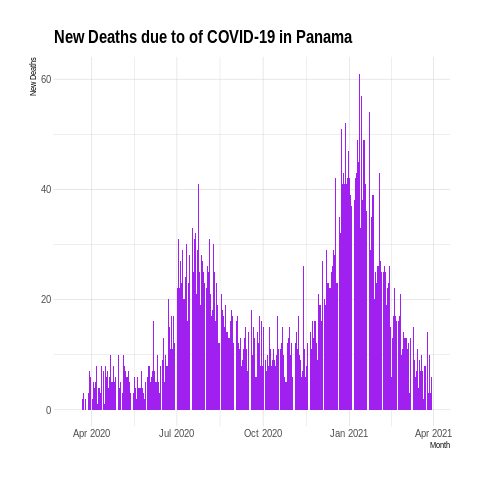 New Deaths due to of COVID-19 in Panama
New Deaths
60
40
20
0
Apr 2020
Jul 2020
Oct 2020
Jan 2021
Apr 2021
Month